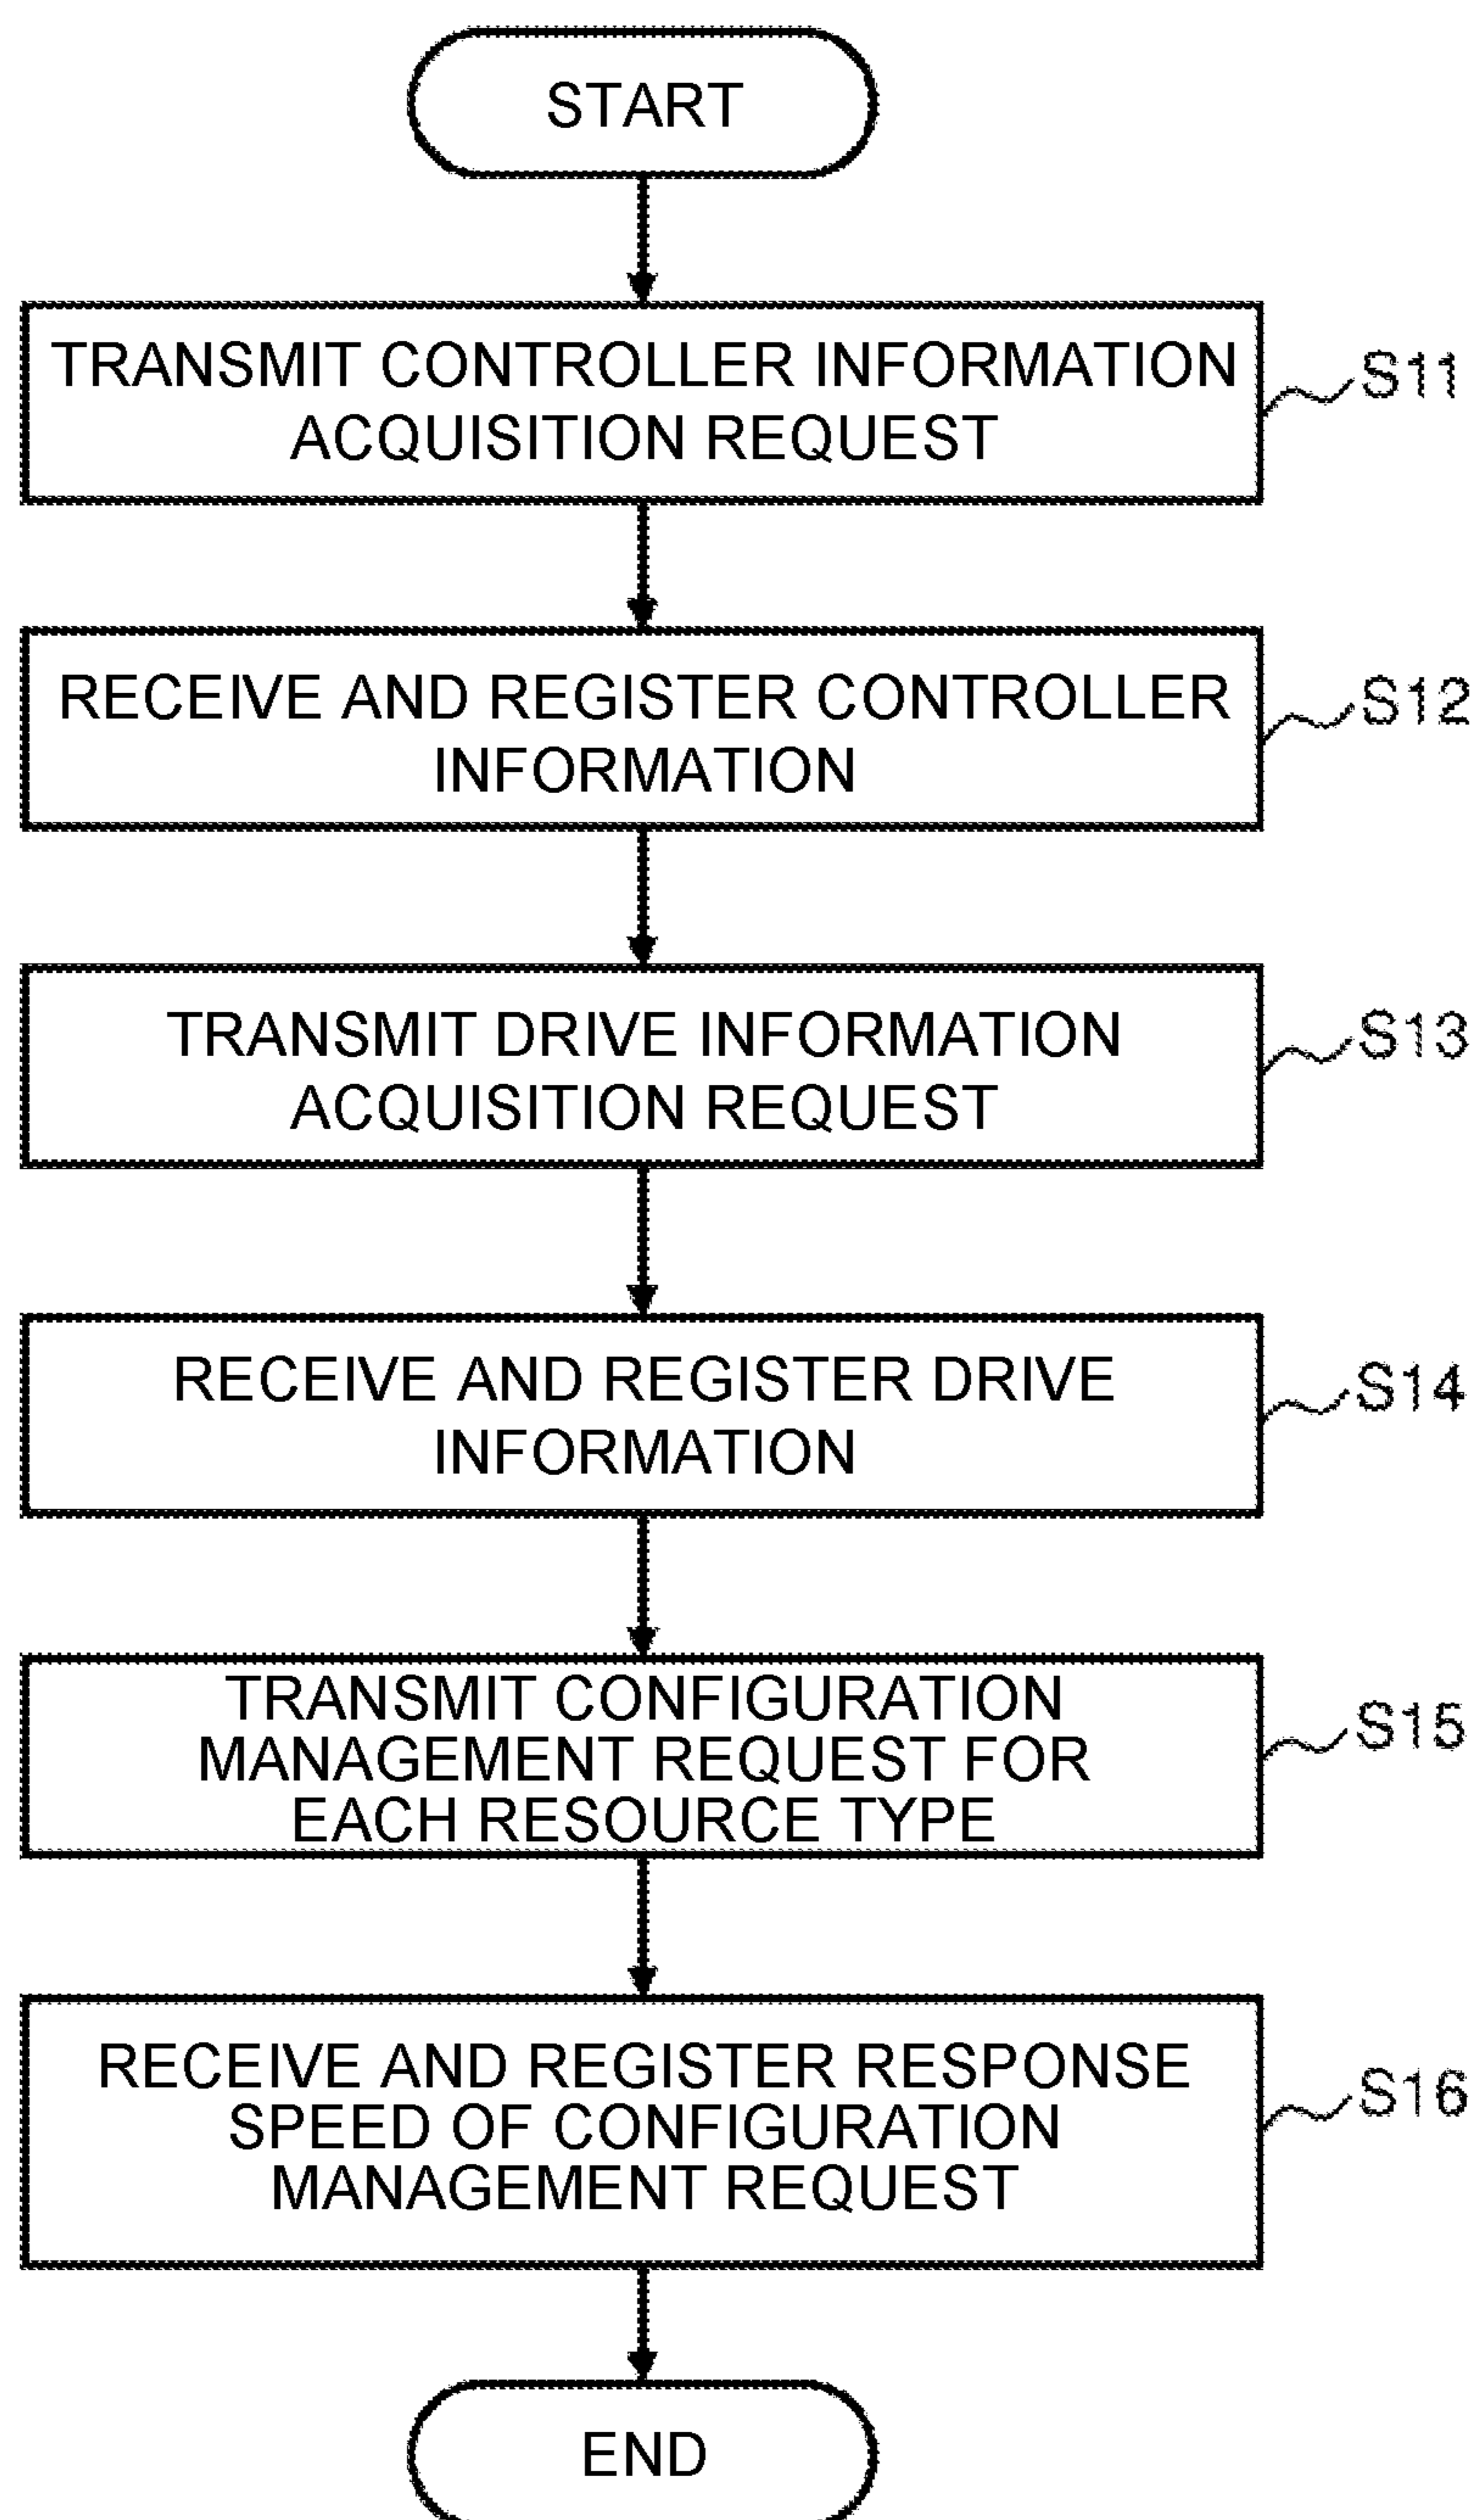 START
TRANSMIT CONTROLLER INFORMATION
ACQUISITION REQUEST
S11
RECEIVE AND REGISTER CONTROLLER
INFORMATION
S12
TRANSMIT DRIVE INFORMATION
ACQUISITION REQUEST
S13
RECEIVE AND REGISTER DRIVE
INFORMATION
S14
TRANSMIT CONFIGURATION
MANAGEMENT REQUEST FOR
EACH RESOURCE TYPE
S15
RECEIVE AND REGISTER RESPONSE
SPEED OF CONFIGURATION
MANAGEMENT REQUEST
S16
END